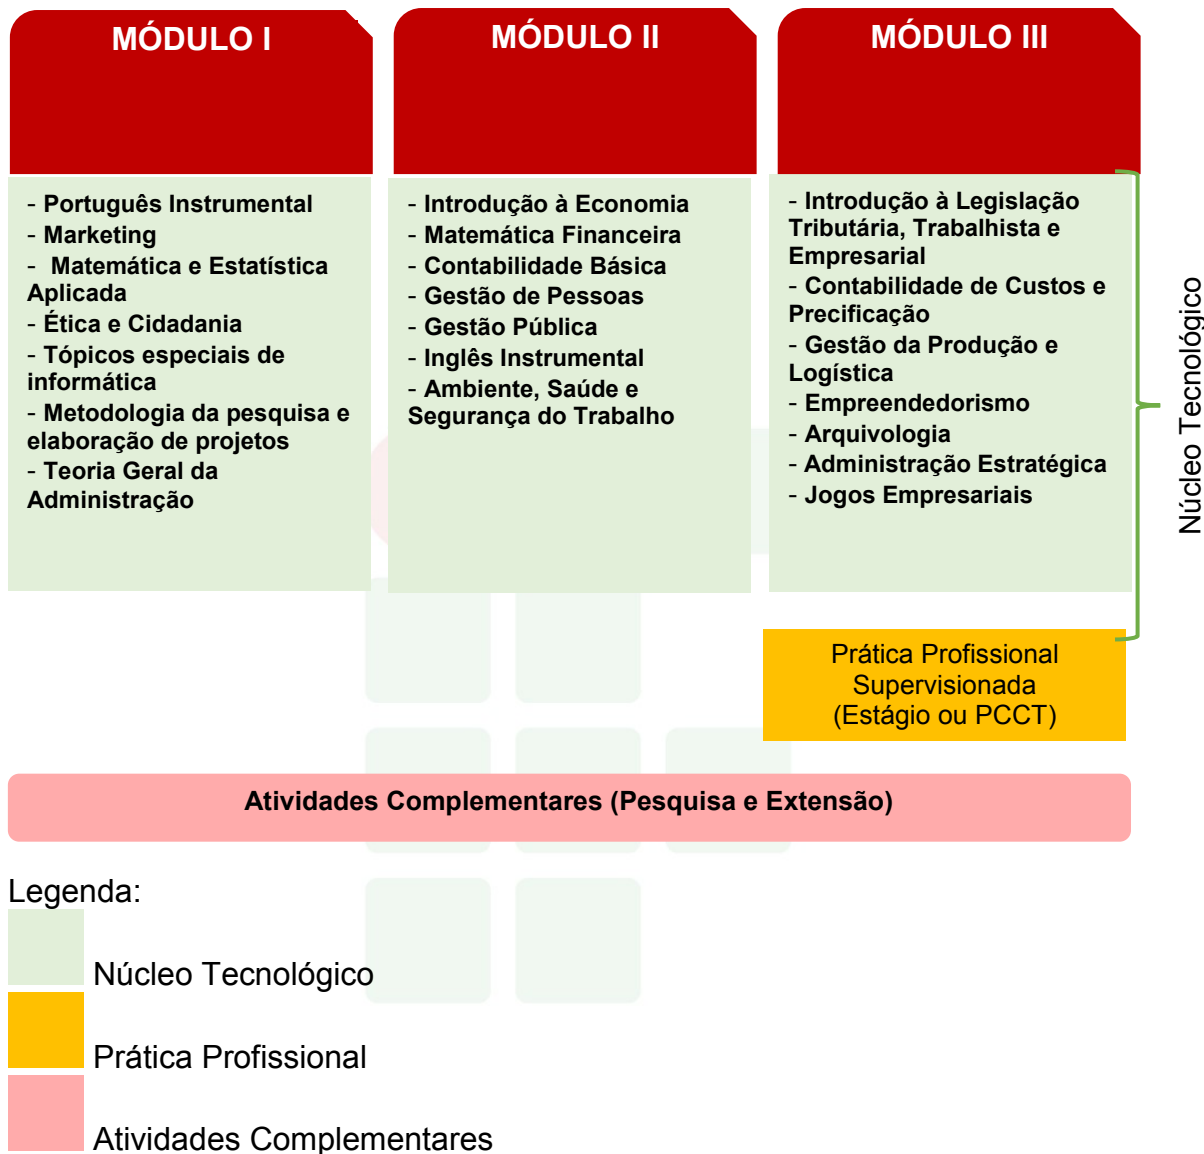 MÓDULO I
- Português Instrumental
- Marketing
- Matemática e Estatística
Aplicada
- Ética e Cidadania
- Tópicos especiais de
informática
- Metodologia da pesquisa e
elaboração de projetos
- Teoria Geral da
Administração
MÓDULO II
- Introdução à Economia
- Matemática Financeira
- Contabilidade Básica
- Gestão de Pessoas
- Gestão Pública
- Inglês Instrumental
- Ambiente, Saúde e
Segurança do Trabalho
MÓDULO III
- Introdução à Legislação
Tributária, Trabalhista e
Empresarial
- Contabilidade de Custos e
Precificação
- Gestão da Produção e
Logística
- Empreendedorismo
- Arquivologia
- Administração Estratégica
- Jogos Empresariais
Núcleo Tecnológico
Prática Profissional
Supervisionada
(Estágio ou PCCT)
Atividades Complementares (Pesquisa e Extensão)
Legenda:
Núcleo Tecnológico
Prática Profissional
Atividades Complementares